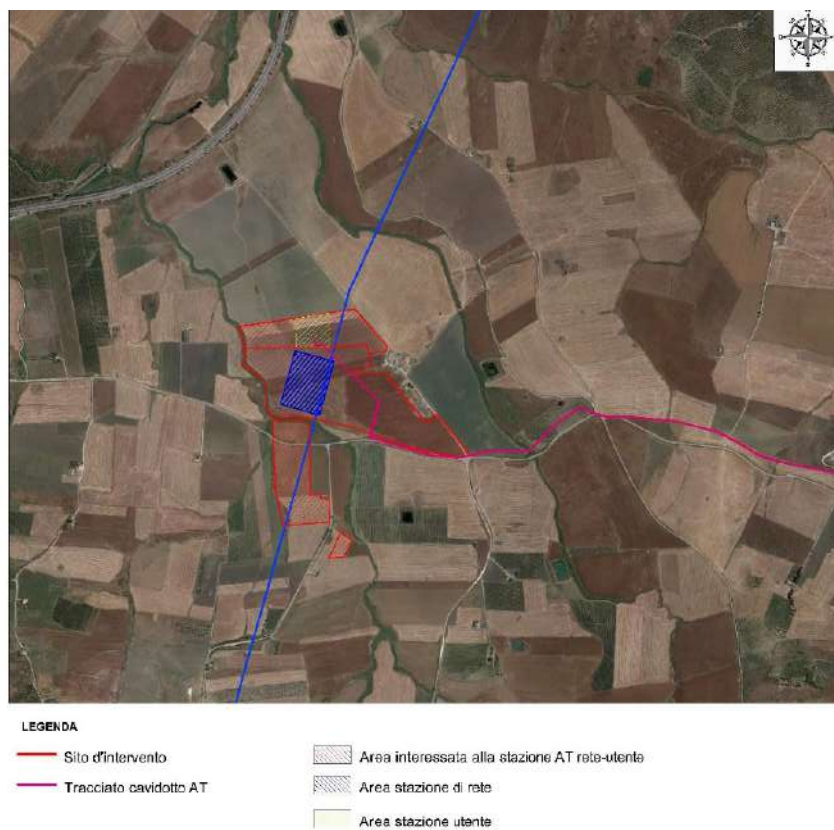 LEGENDA
Sito d'intervento
Tracciato cavidotto AT
Area interessata alla stazione AT rete-utente
Area stazione di rete
Area stazione utente